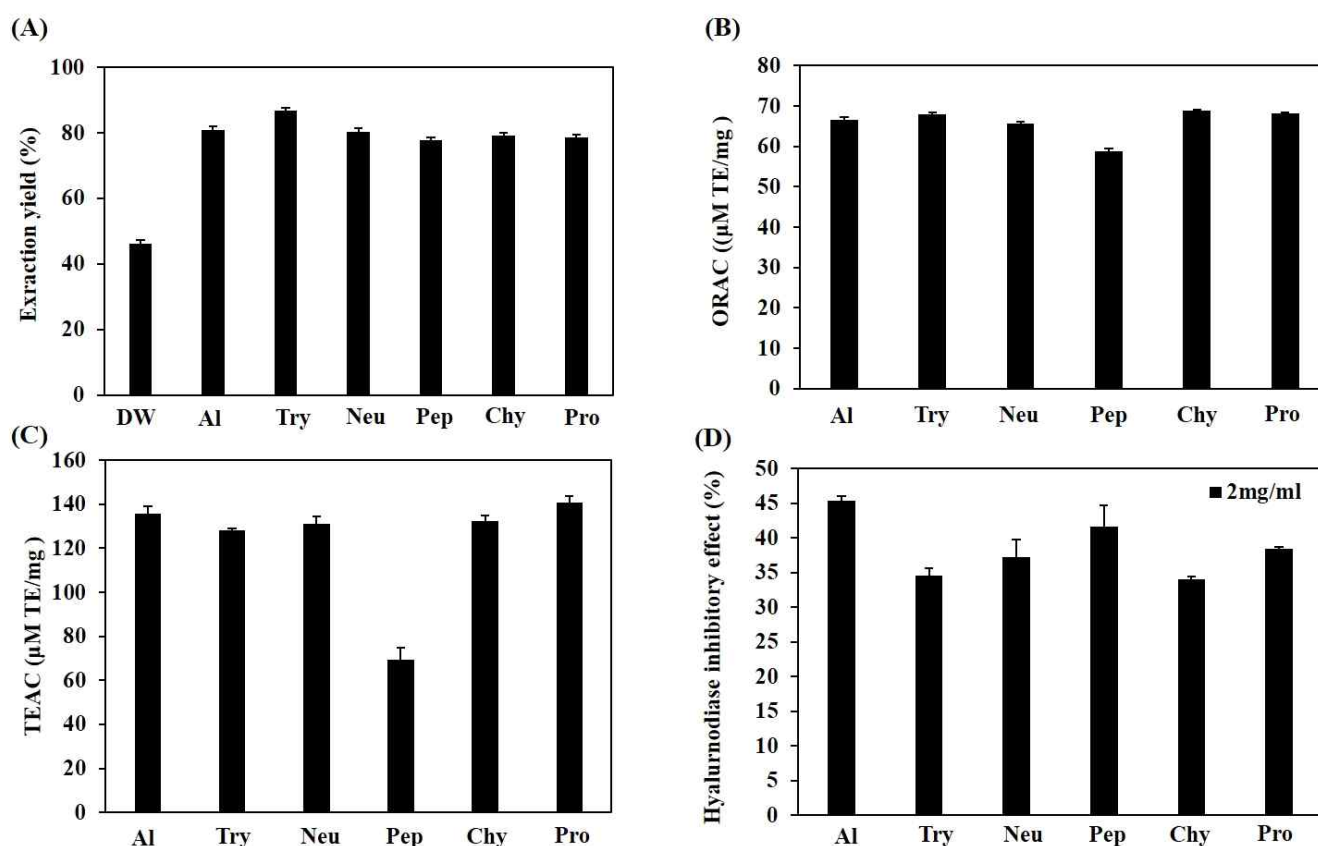 (A)
Exraction yield (%)
100
80
60
40
20
0
DW Al Try Neu Pep Chy Pro
(B)
ORAC ((μM TE/mg)
80
70
60
50
40
30
20
10
0
Al Try Neu Pep Chy Pro
(C)
TEAC (μM TE/mg )
160
140
120
100
80
60
40
20
0
Al Try Neu Pep Chy Pro
(D)
Hyalurnodiase inhibitory effect (%)
50
45
40
35
30
25
20
15
10
5
0
2mg/ml
Al Try Neu Pep Chy Pro